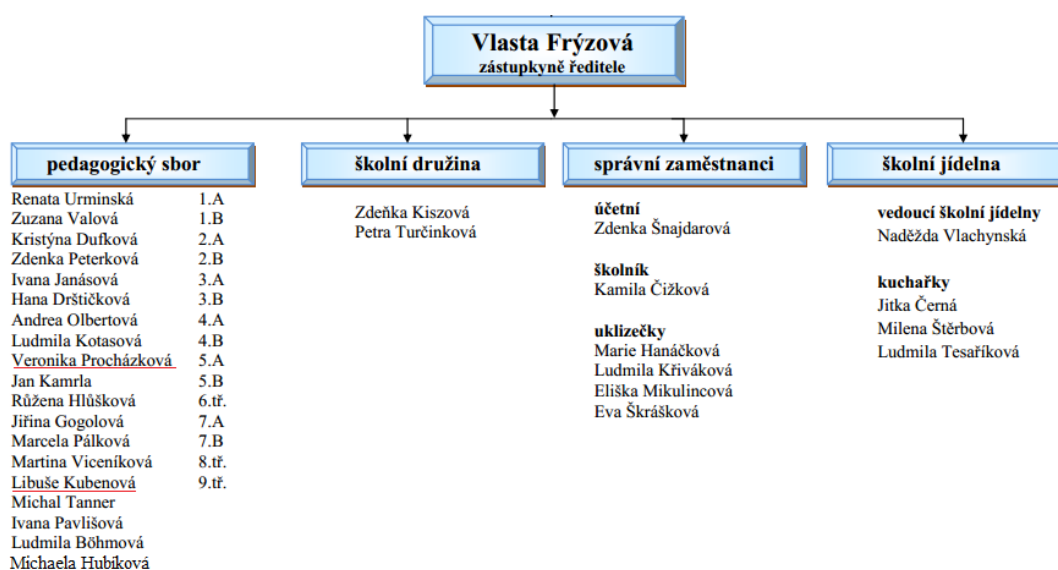 Vlasta Frýzová
zástupkyně ředitele
pedagogický sbor
Renata Urminská 1.A
Zuzana Valová 1.B
Kristýna Dufková 2.A
Zdenka Peterková 2.B
Ivana Janásová 3.A
Hana Drštičková 3.B
Andrea Olbertová 4.A
Ludmila Kotasová 4.B
Veronika Procházková 5.A
Jan Kamrla 5.B
Růžena Hlůšková 6.tř.
Jiřina Gogolová 7.A
Marcela Pálková 7.B
Martina Viceníková 8.tř.
Libuše Kubenová 9.tř.
Michal Tanner
Ivana Pavlišová
Ludmila Böhmová
Michaela Hubíková
školní družina
Zdeňka Kiszová
Petra Turčinková
správní zaměstnanci
účetní
Zdenka Šnajdarová
školník
Kamila Čižková
uklizečky
Marie Hanáčková
Ludmila Křiváková
Eliška Mikulincová
Eva Škrášková
školní jídelna
vedoucí školní jídelny
Naděžda Vlachynská
kuchařky
Jitka Černá
Milena Štěrbová
Ludmila Tesaříková